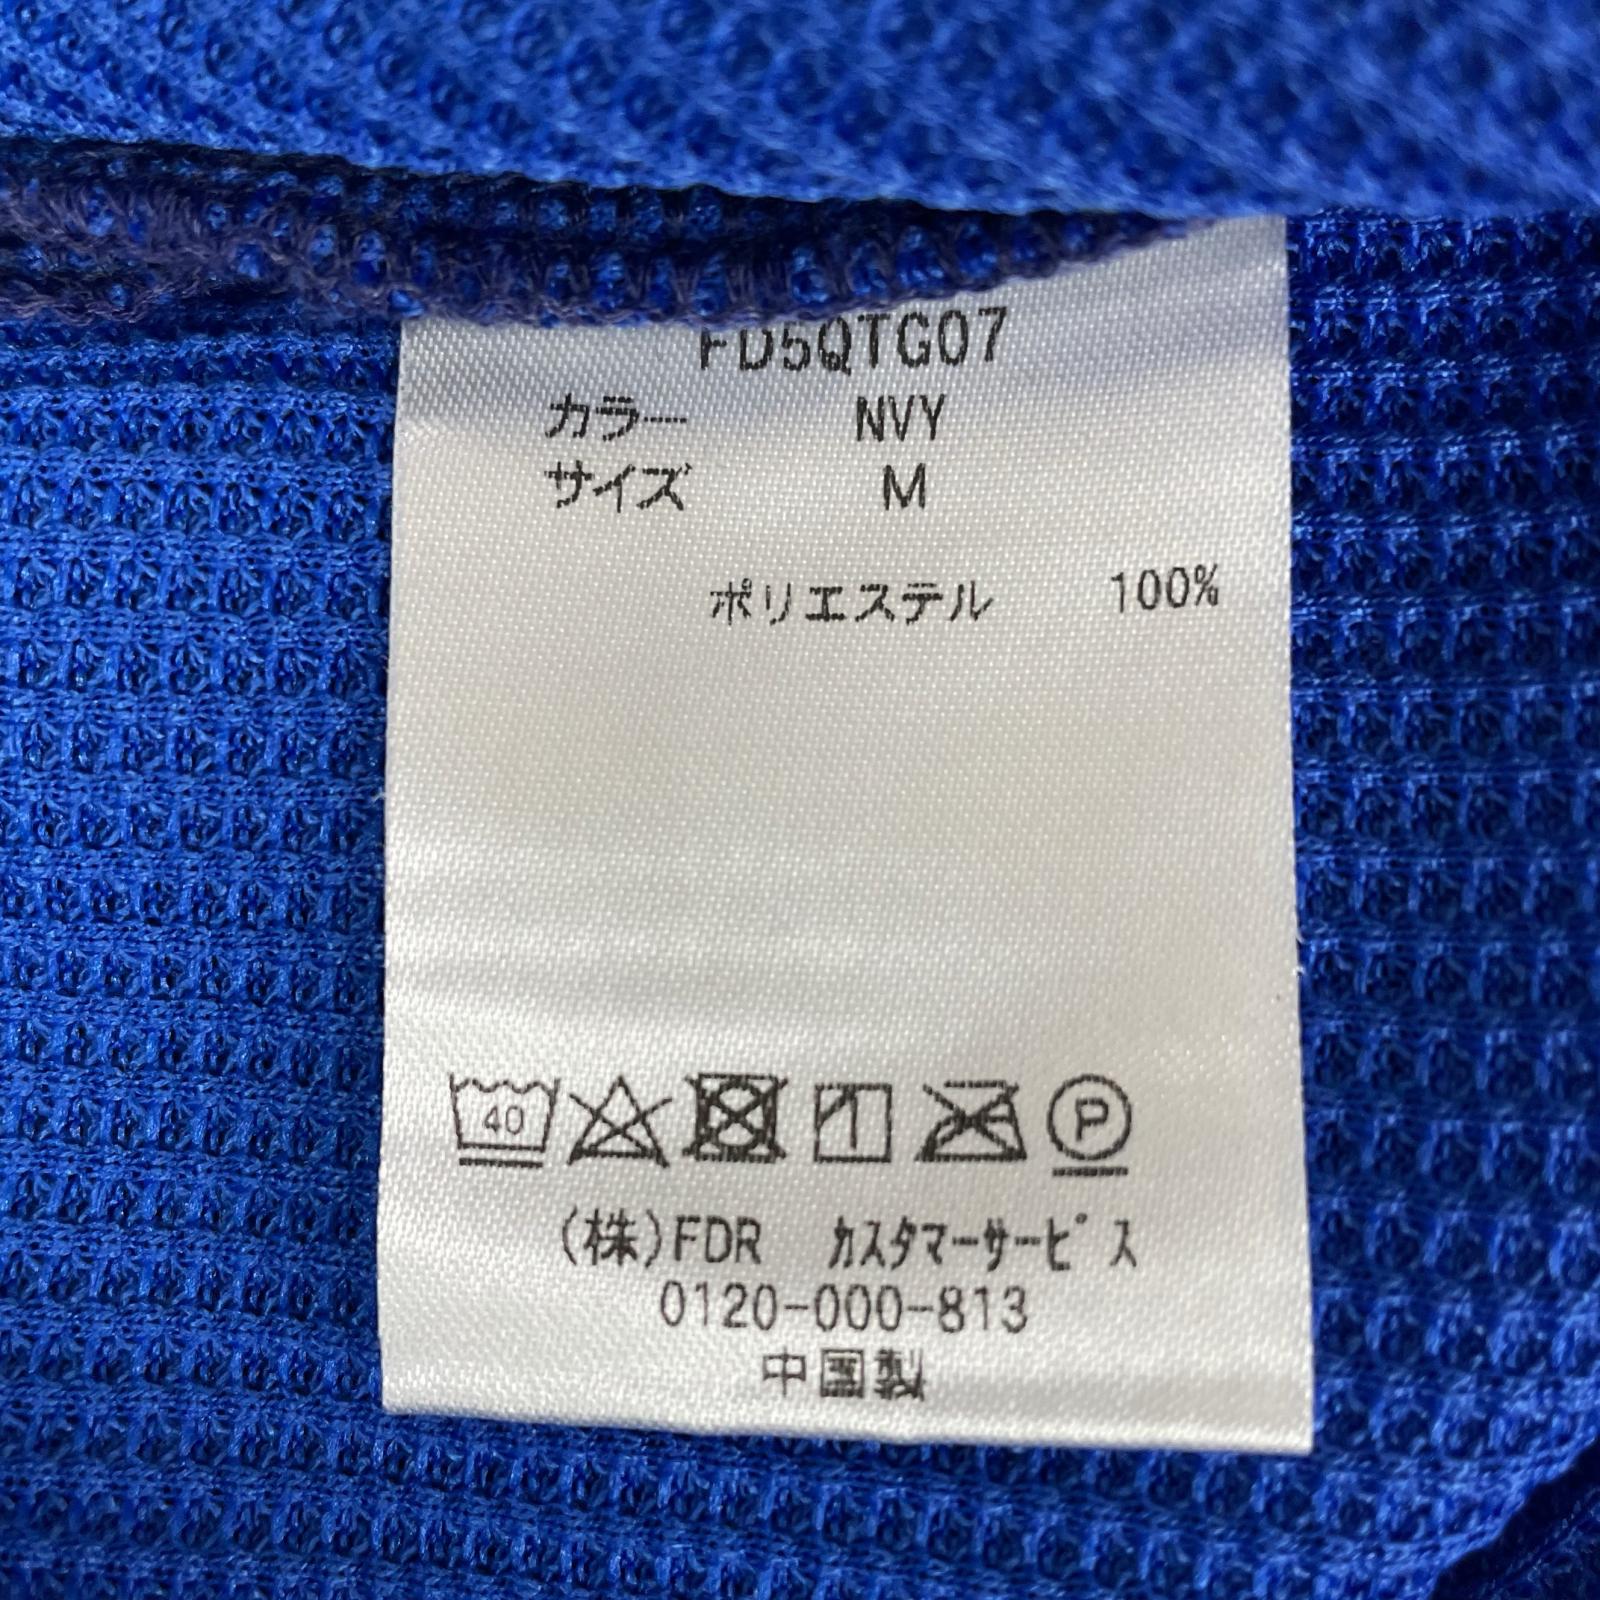 FD5QTG07
カラー NVY
サイズ M
ポリエステル 100%
40 P
(株)FDR カスタマーサービス
0120-000-813
中国製